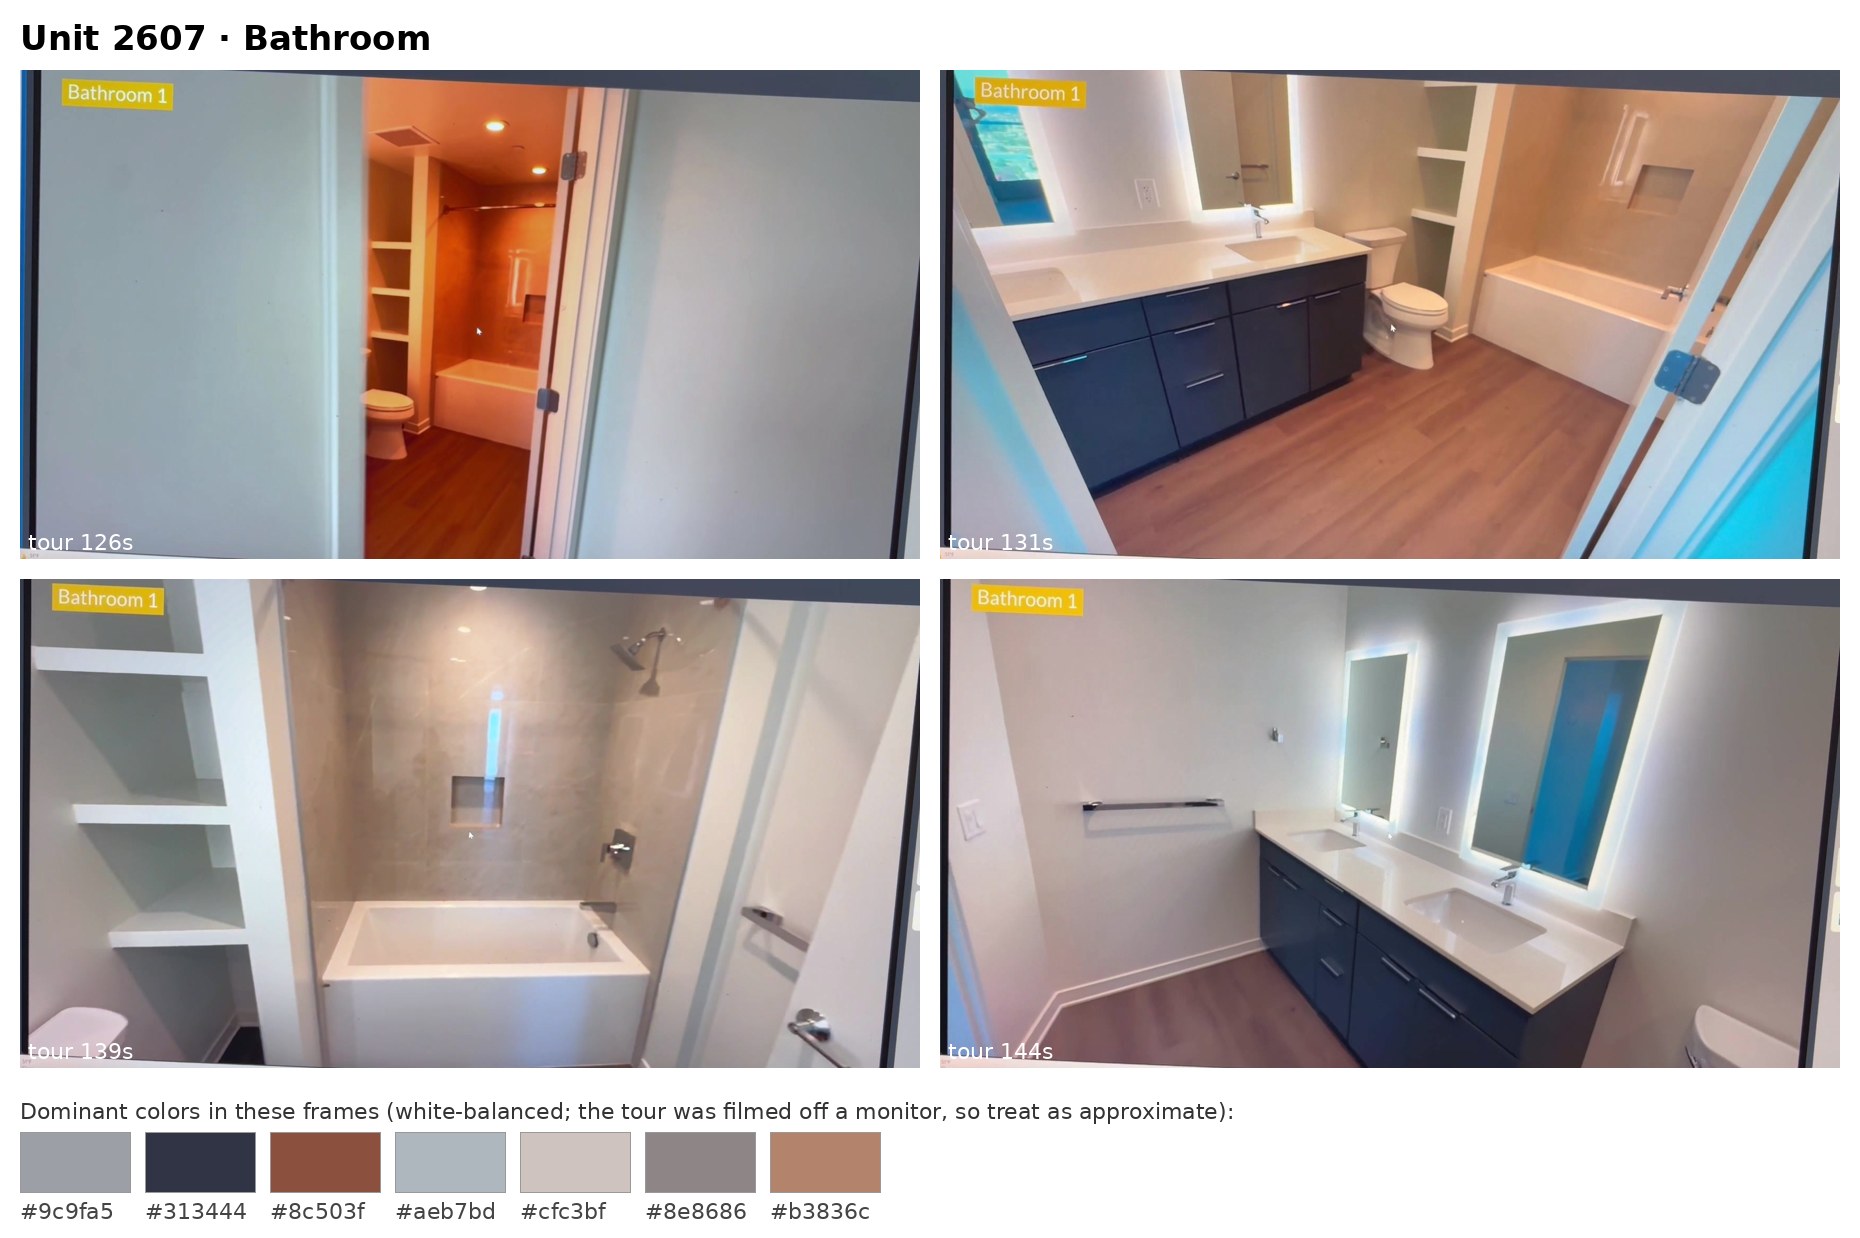 Unit 2607 · Bathroom
Bathroom 1
tour 126s
Bathroom 1
tour 131s
Bathroom 1
tour 139s
Bathroom 1
tour 144s
Dominant colors in these frames (white-balanced; the tour was filmed off a monitor, so treat as approximate):
#9c9fa5
#313444
#8c503f
#aeb7bd
#cfc3bf
#8e8686
#b3836c